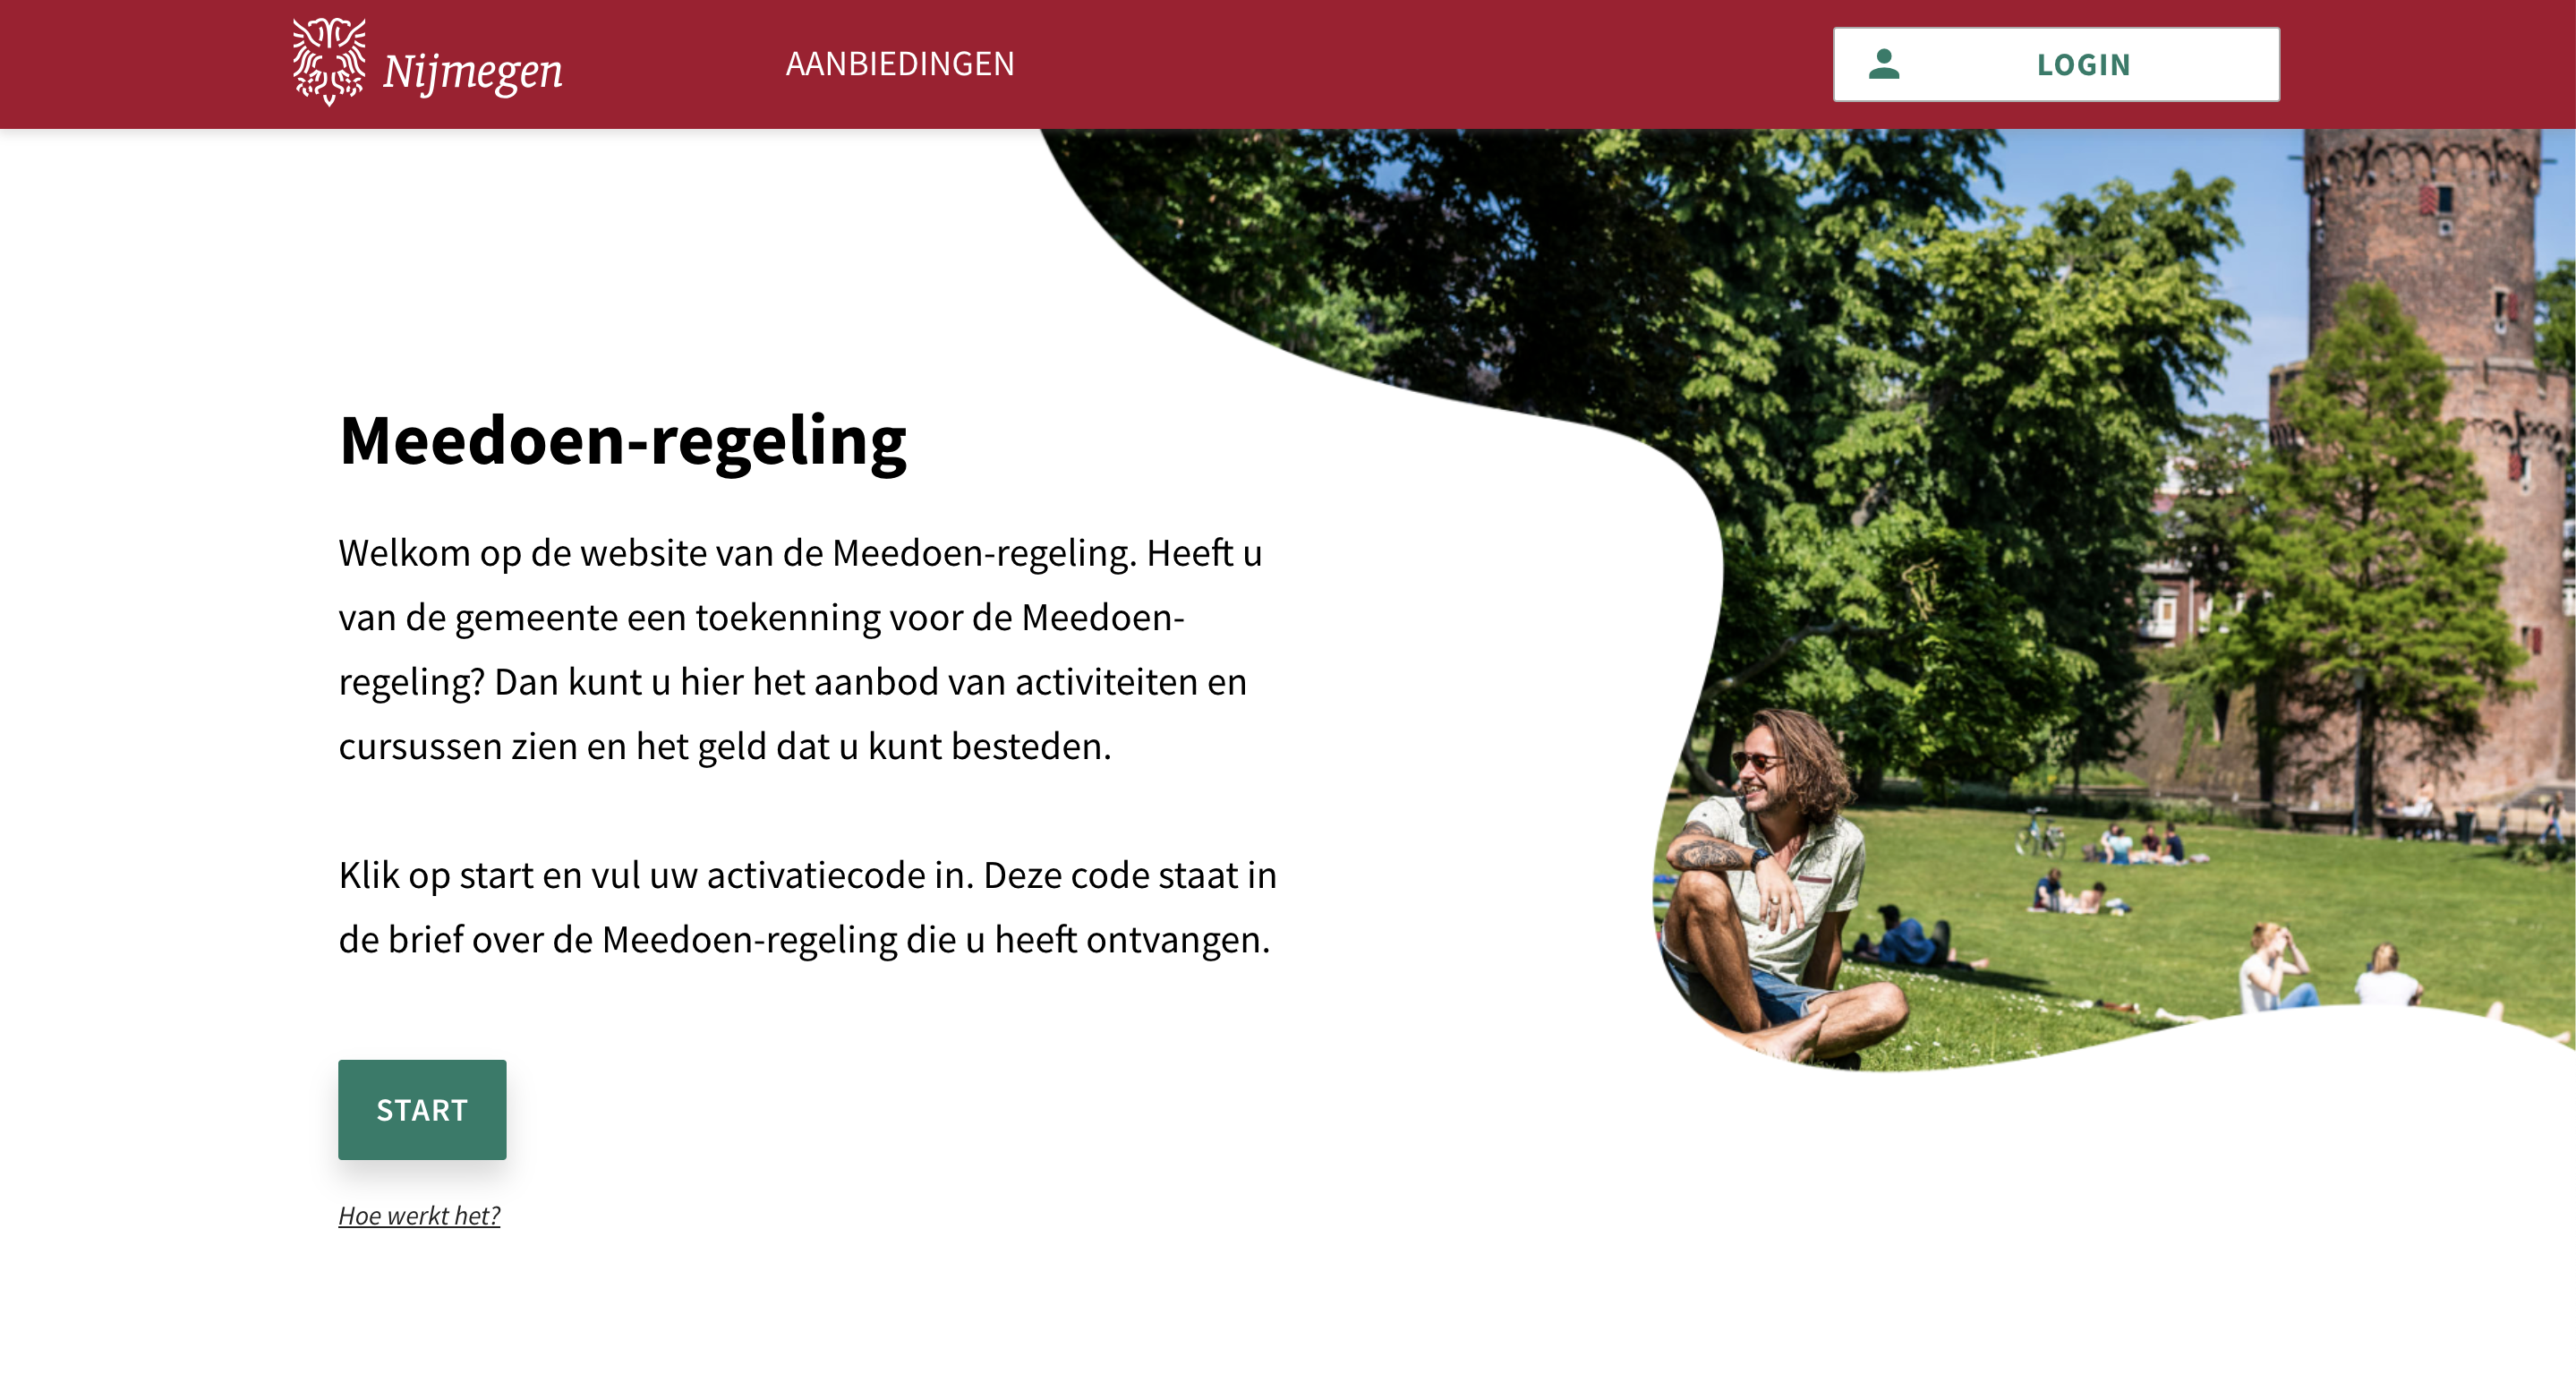 Nijmegen
AANBIEDINGEN
LOGIN
Meedoen-regeling
Welkom op de website van de Meedoen-regeling. Heeft u
van de gemeente een toekenning voor de Meedoen-
regeling? Dan kunt u hier het aanbod van activiteiten en
cursussen zien en het geld dat u kunt besteden.
Klik op start en vul uw activatiecode in. Deze code staat in
de brief over de Meedoen-regeling die u heeft ontvangen.
START
Hoe werkt het?